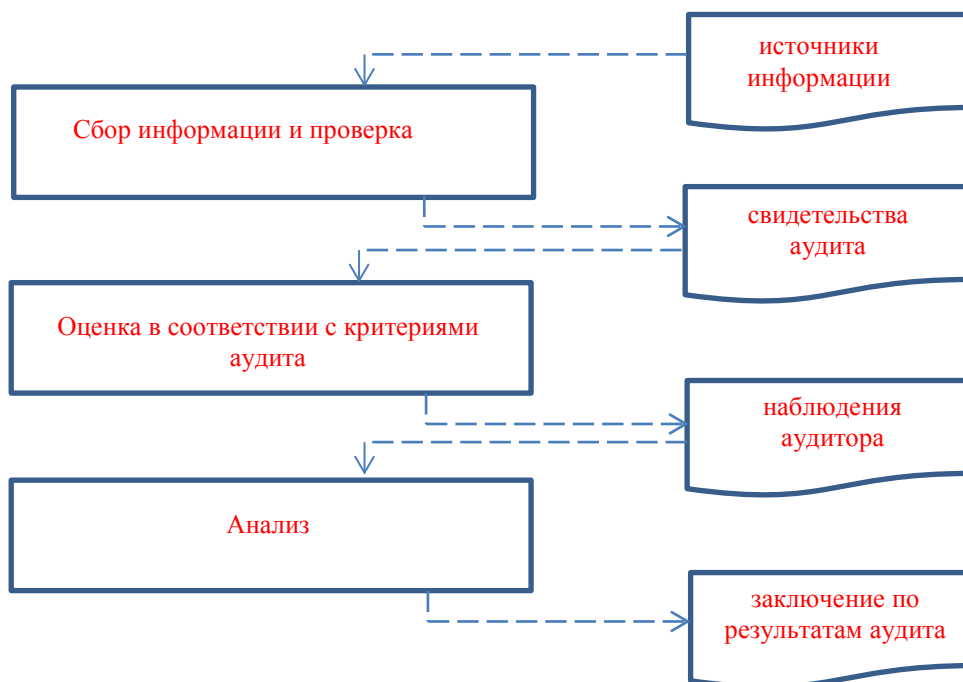 источники
информации
Сбор информации и проверка
свидетельства
аудита
Оценка в соответствии с критериями
аудита
наблюдения
аудитора
Анализ
заключение по
результатам аудита